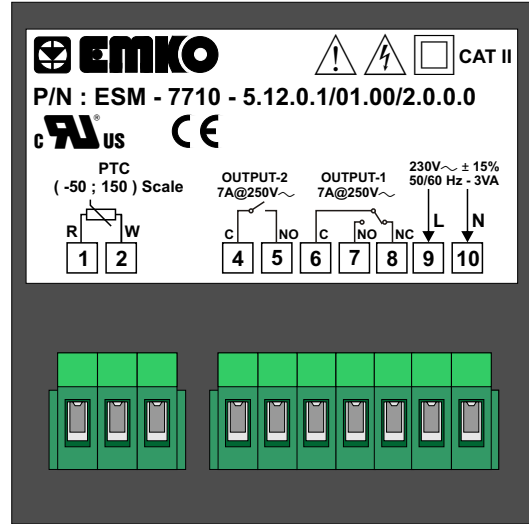 EMKO
CAT II
P/N : ESM - 7710 - 5.12.0.1/01.00/2.0.0.0
c RU ® US CE
PTC
( -50 ; 150 ) Scale
OUTPUT-2
7A@250V～
OUTPUT-1
7A@250V～
230V～ ± 15%
50/60 Hz - 3VA
R W C NO C NO NC L N
1 2 4 5 6 7 8 9 10